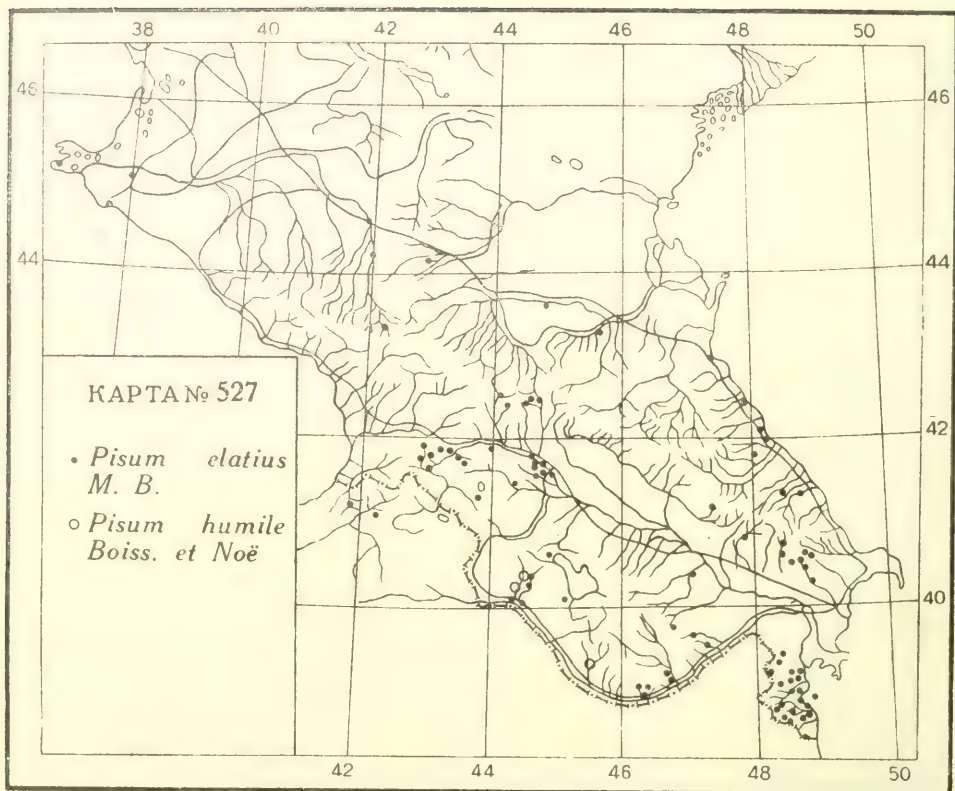 38 40 42 44 46 48 50
46 46
44 44
КАРТА № 527
42
• Pisum elatius
M. B.
○ Pisum humile
Boiss. et Noë
40
42 44 46 48 50